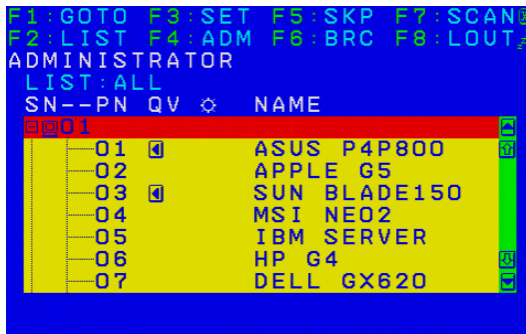 F1:GOTO F3:SET F5:SKP F7:SCAN
F2:LIST F4:ADM F6:BRC F8:LOUT
ADMINISTRATOR
LIST:ALL
SN--PN QV NAME
01
01 ASUS P4P800
02 APPLE G5
03 SUN BLADE150
04 MSI NEO2
05 IBM SERVER
06 HP G4
07 DELL GX620